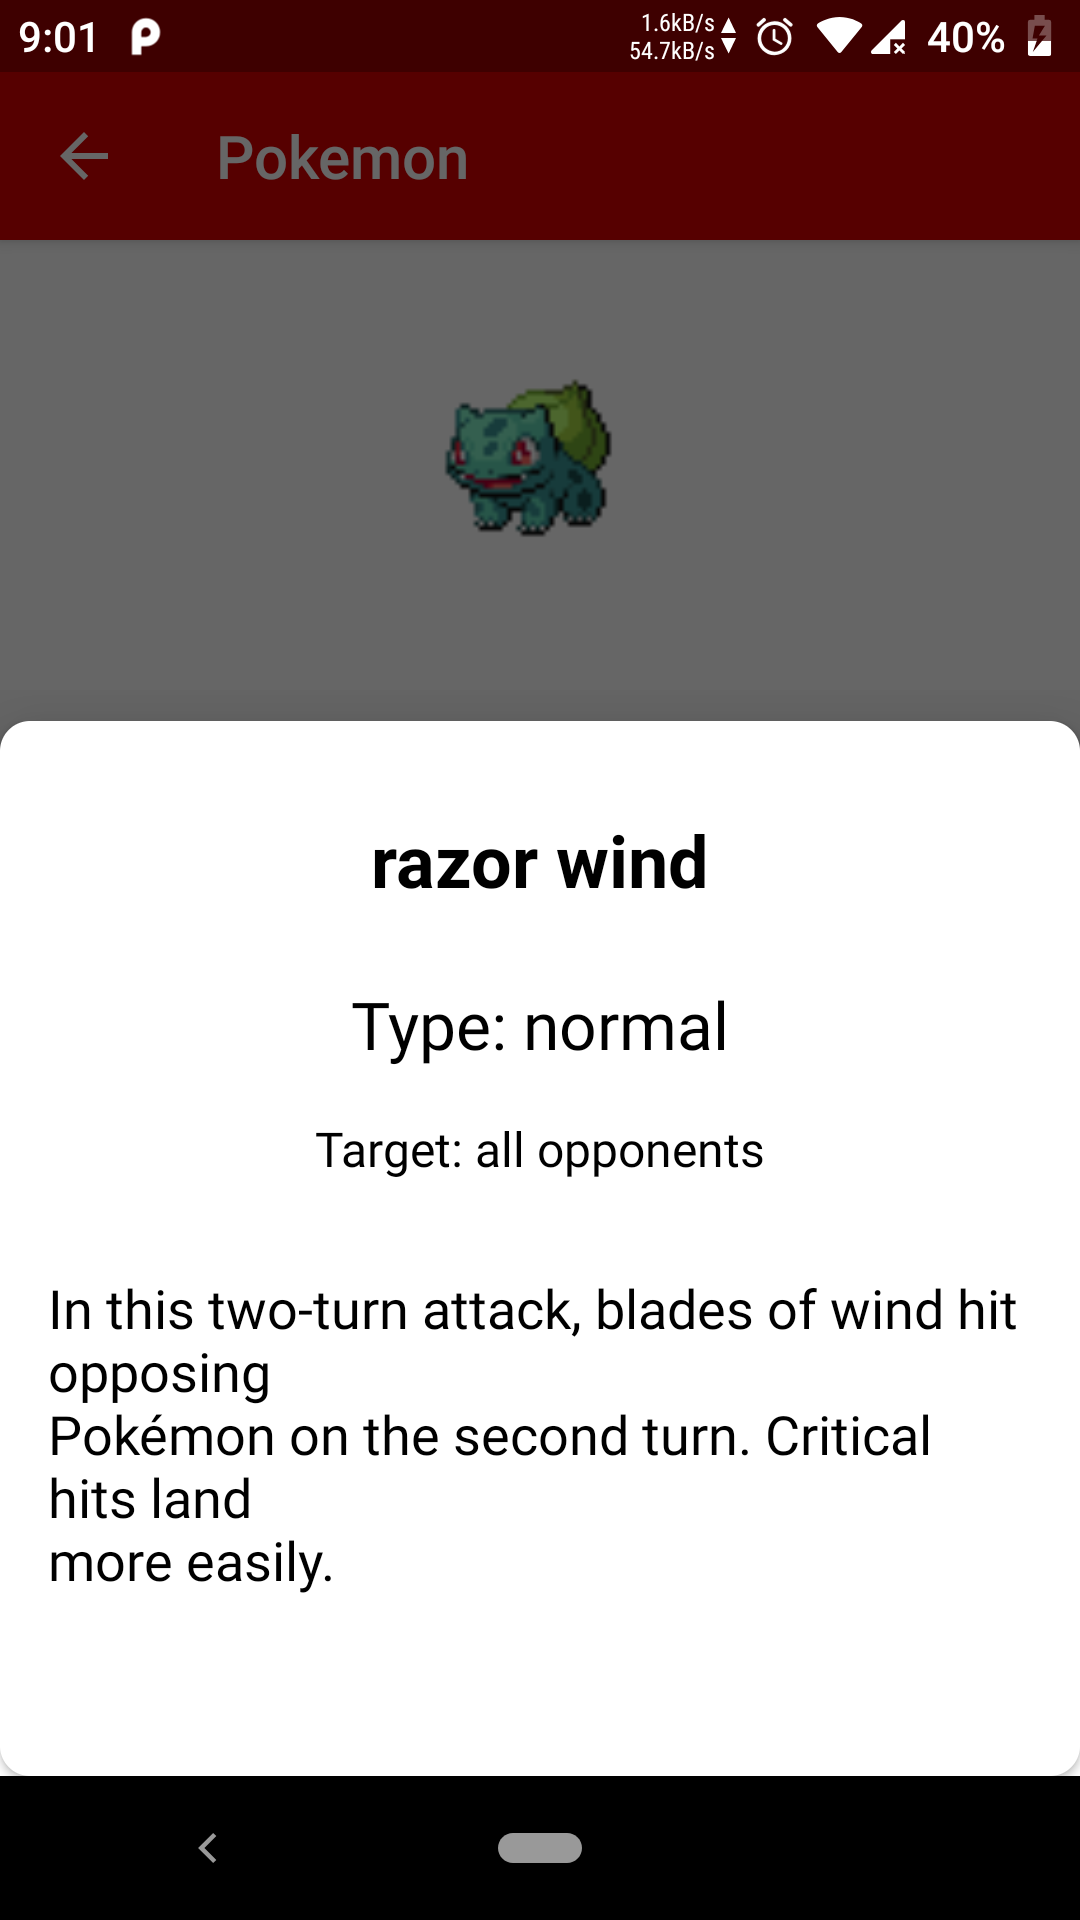 9:01
1.6kB/s
54.7kB/s
40%
Pokemon
razor wind
Type: normal
Target: all opponents
In this two-turn attack, blades of wind hit
opposing
Pokémon on the second turn. Critical
hits land
more easily.